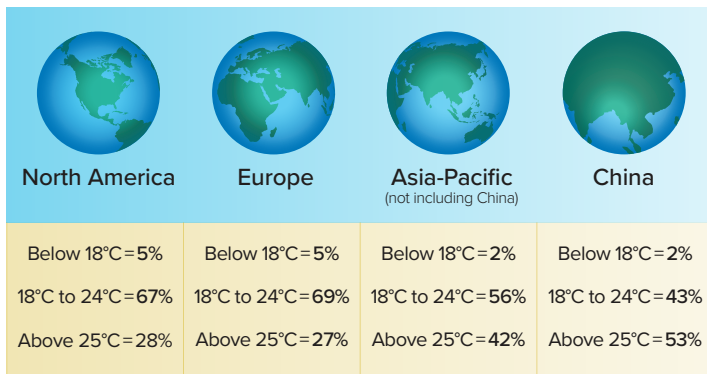 North America
Europe
Asia-Pacific
(not including China)
China
Below 18°C=5%
18°C to 24°C=67%
Above 25°C=28%
Below 18°C=5%
18°C to 24°C=69%
Above 25°C=27%
Below 18°C=2%
18°C to 24°C=56%
Above 25°C=42%
Below 18°C=2%
18°C to 24°C=43%
Above 25°C=53%